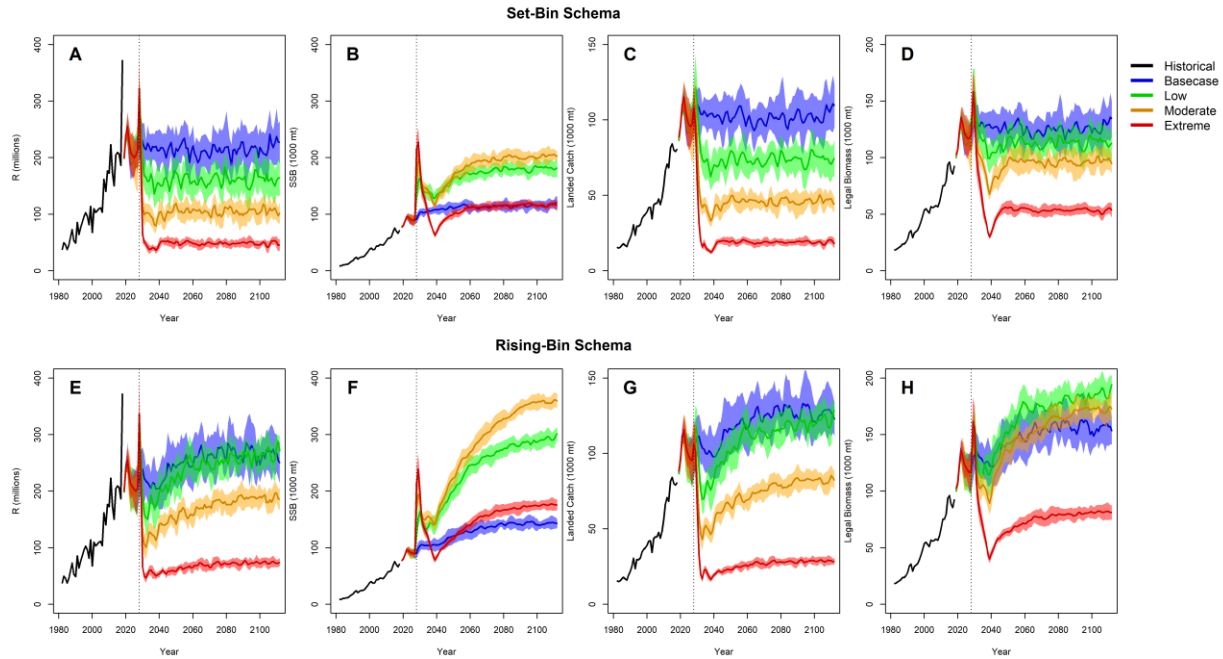 Set-Bin Schema
A
B
C
D
R (millions)
SSB (1000 mt)
Landed Catch (1000 mt)
Legal Biomass (1000 mt)
400
300
200
100
0
400
300
200
100
0
150
100
50
0
200
150
100
50
0
1980 2000 2020 2040 2060 2080 2100
1980 2000 2020 2040 2060 2080 2100
1980 2000 2020 2040 2060 2080 2100
1980 2000 2020 2040 2060 2080 2100
Year
Year
Year
Year
Historical
Basecase
Low
Moderate
Extreme
Rising-Bin Schema
E
F
G
H
R (millions)
SSB (1000 mt)
Landed Catch (1000 mt)
Legal Biomass (1000 mt)
400
300
200
100
0
400
300
200
100
0
150
100
50
0
200
150
100
50
0
1980 2000 2020 2040 2060 2080 2100
1980 2000 2020 2040 2060 2080 2100
1980 2000 2020 2040 2060 2080 2100
1980 2000 2020 2040 2060 2080 2100
Year
Year
Year
Year